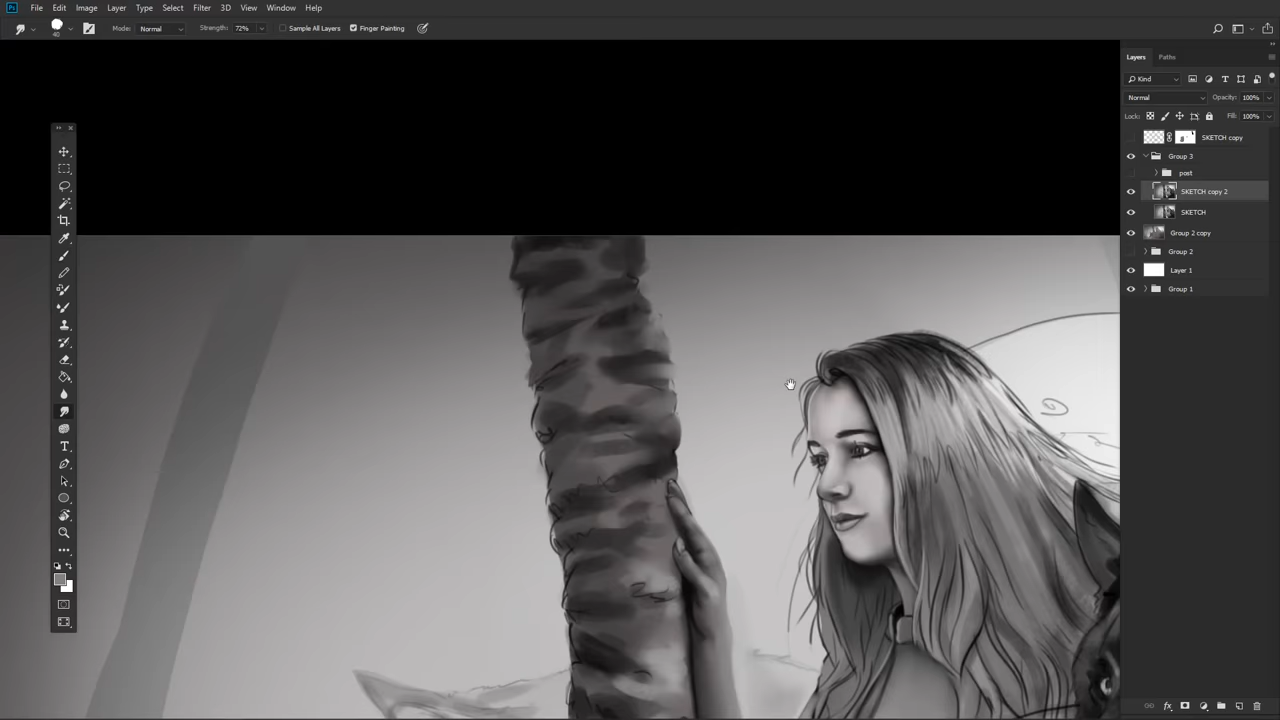 Ps File Edit Image Layer Type Select Filter 3D View Window Help
40 Mode: Normal Strength: 72% Sample All Layers Finger Painting
Layers Paths
Kind
Normal Opacity: 100%
Lock: Fill: 100%
SKETCH copy
Group 3
post
SKETCH copy 2
SKETCH
Group 2 copy
Group 2
Layer 1
Group 1